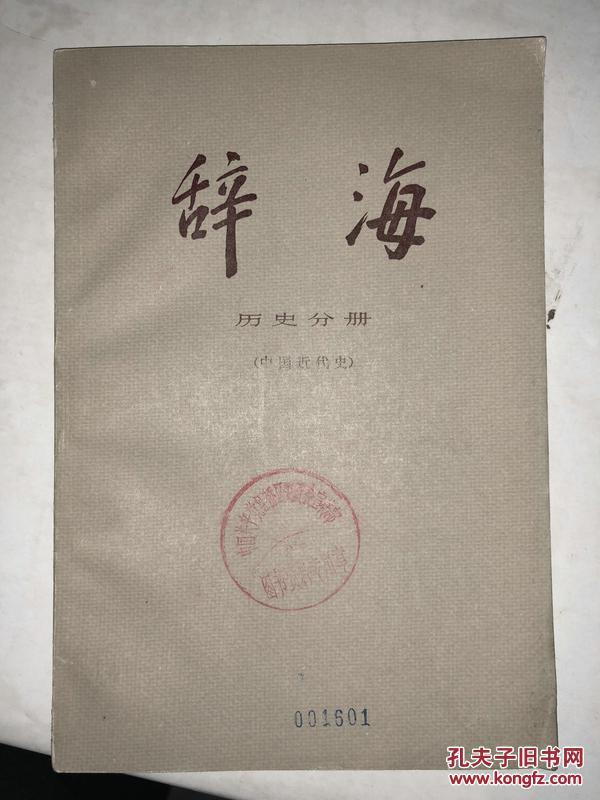 辞 海
历史分册
(中国近代史)
001601
孔夫子旧书网
www.kongfz.com